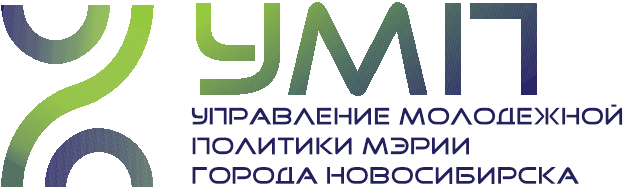 УМП
УПРАВЛЕНИЕ МОЛОДЕЖНОЙ
ПОЛИТИКИ МЭРИИ
ГОРОДА НОВОСИБИРСКА